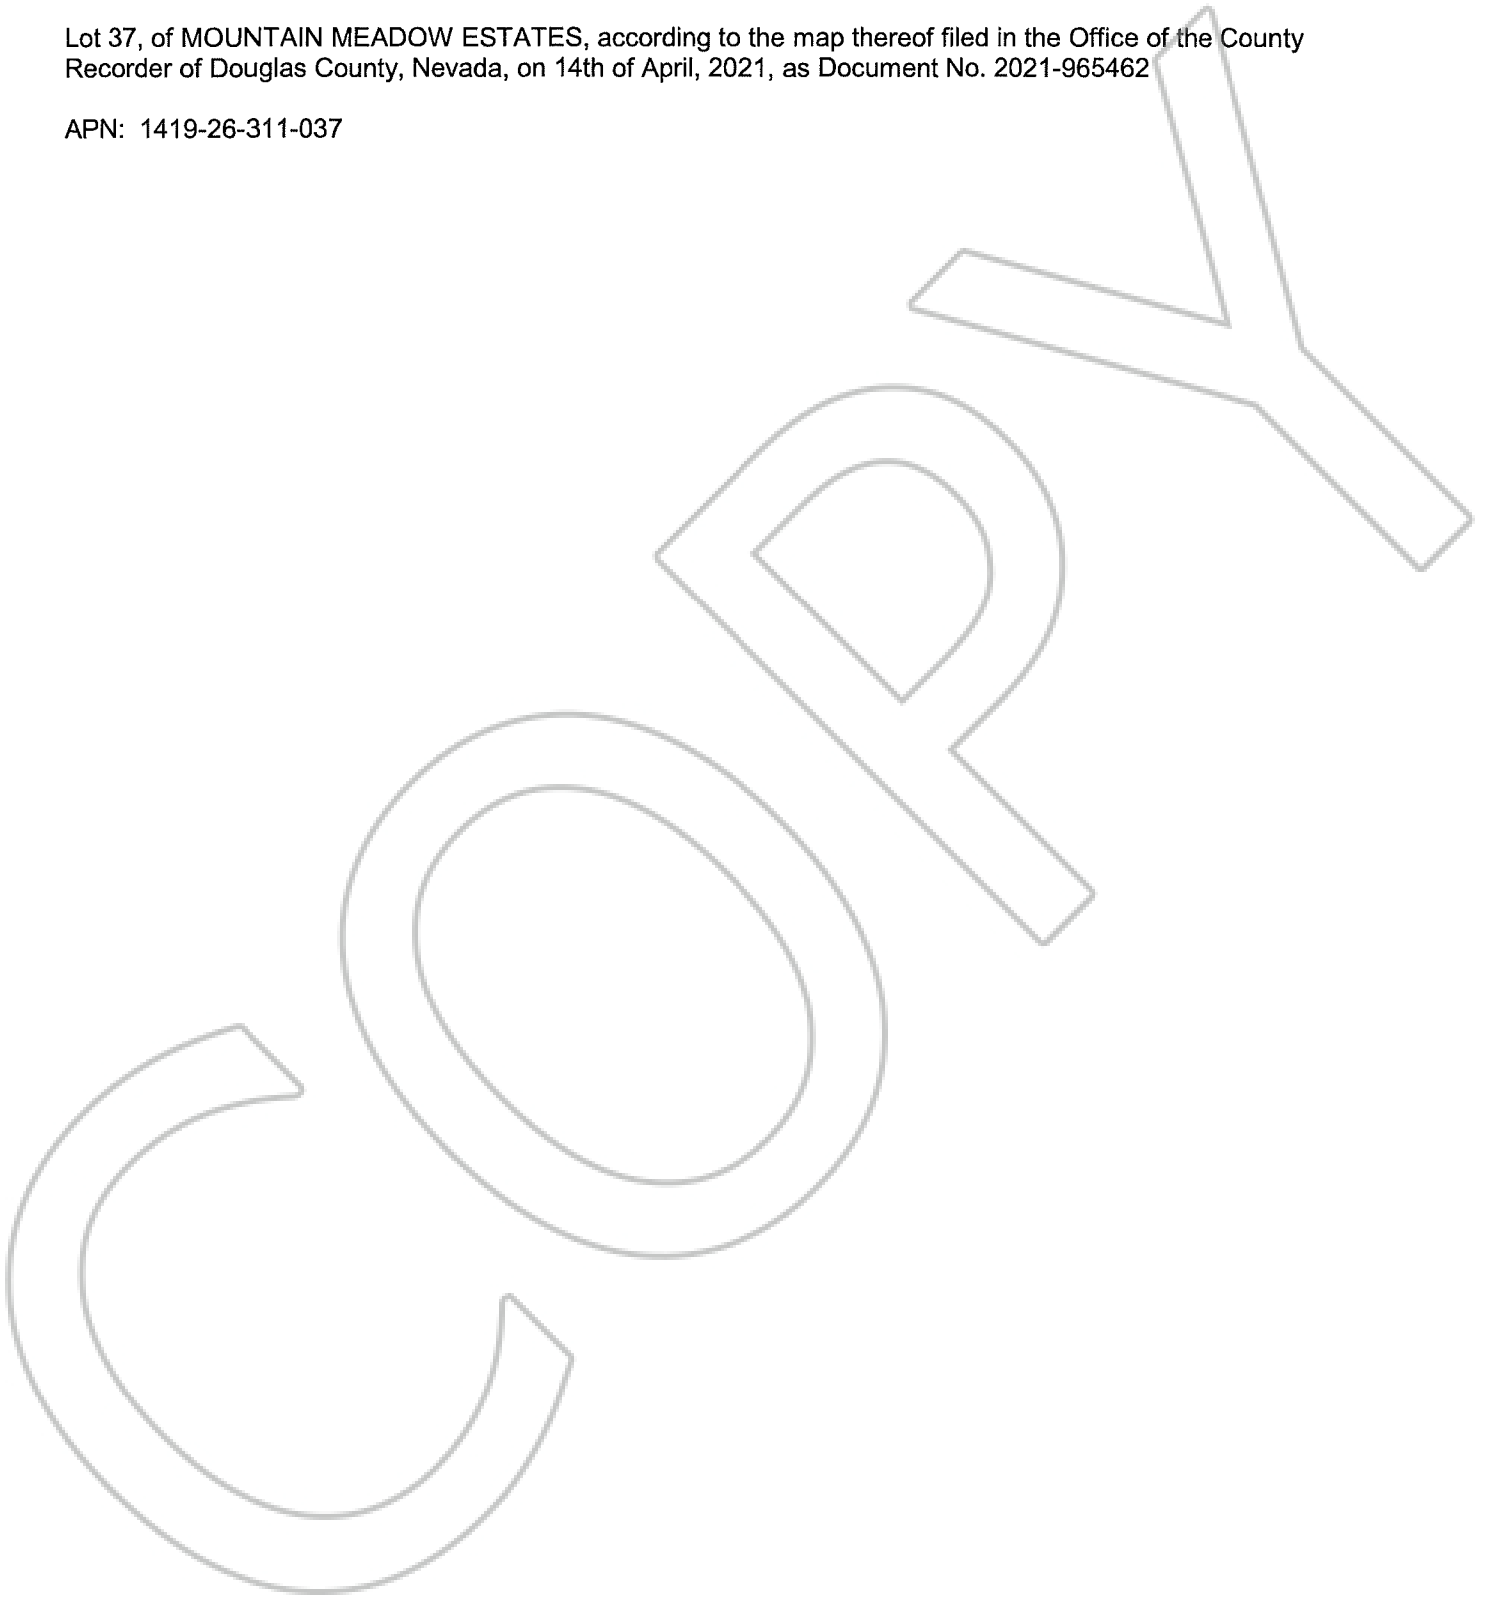 Lot 37, of MOUNTAIN MEADOW ESTATES, according to the map thereof filed in the Office of the County
Recorder of Douglas County, Nevada, on 14th of April, 2021, as Document No. 2021-965462
APN: 1419-26-311-037
COPY